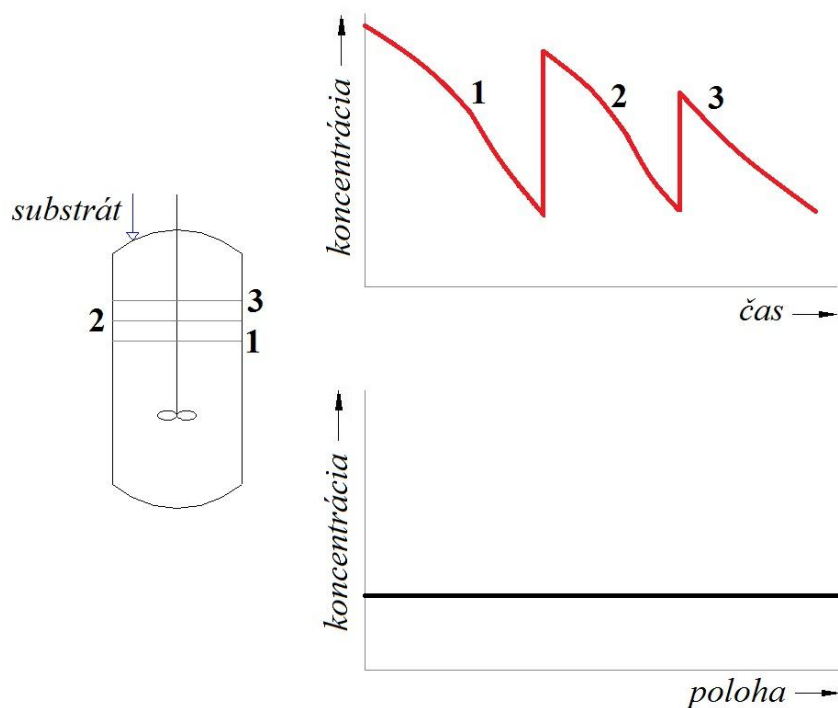 substrát
3
2
1
koncentrácia
1
2
3
čas
koncentrácia
poloha